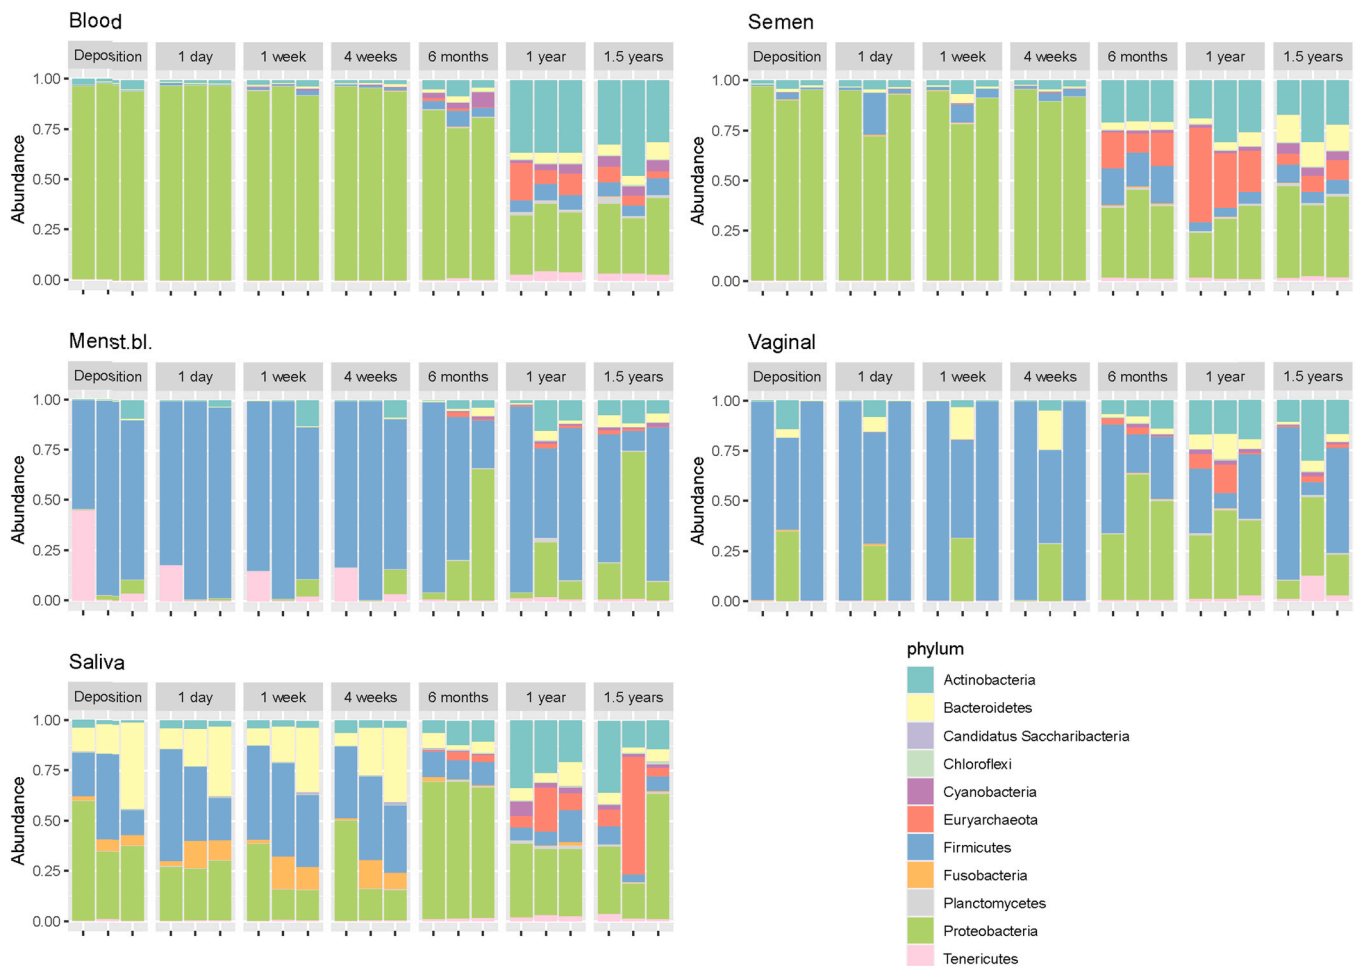 Blood
Deposition 1 day 1 week 4 weeks 6 months 1 year 1.5 years
Abundance
1.00
0.75
0.50
0.25
0.00
Semen
Deposition 1 day 1 week 4 weeks 6 months 1 year 1.5 years
Abundance
1.00
0.75
0.50
0.25
0.00
Menst.bl.
Deposition 1 day 1 week 4 weeks 6 months 1 year 1.5 years
Abundance
1.00
0.75
0.50
0.25
0.00
Vaginal
Deposition 1 day 1 week 4 weeks 6 months 1 year 1.5 years
Abundance
1.00
0.75
0.50
0.25
0.00
Saliva
Deposition 1 day 1 week 4 weeks 6 months 1 year 1.5 years
Abundance
1.00
0.75
0.50
0.25
0.00
phylum
Actinobacteria
Bacteroidetes
Candidatus Saccharibacteria
Chloroflexi
Cyanobacteria
Euryarchaeota
Firmicutes
Fusobacteria
Planctomycetes
Proteobacteria
Tenericutes